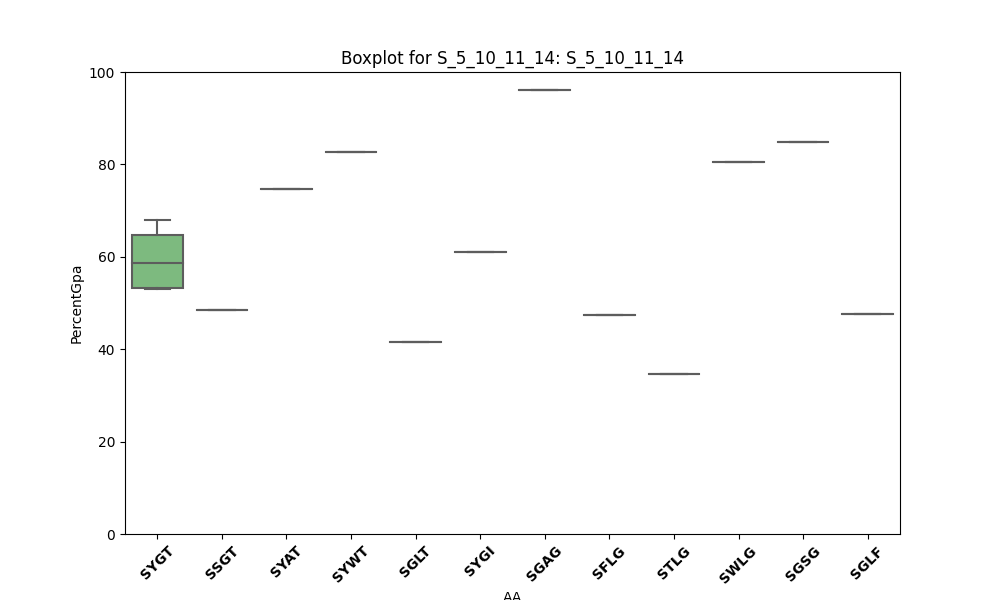 Boxplot for S_5_10_11_14: S_5_10_11_14
PercentGpa
100
80
60
40
20
0
SYGT SSGT SYAT SYWT SGLT SYGI SGAG SFLG STLG SWLG SGSG SGLF
AA